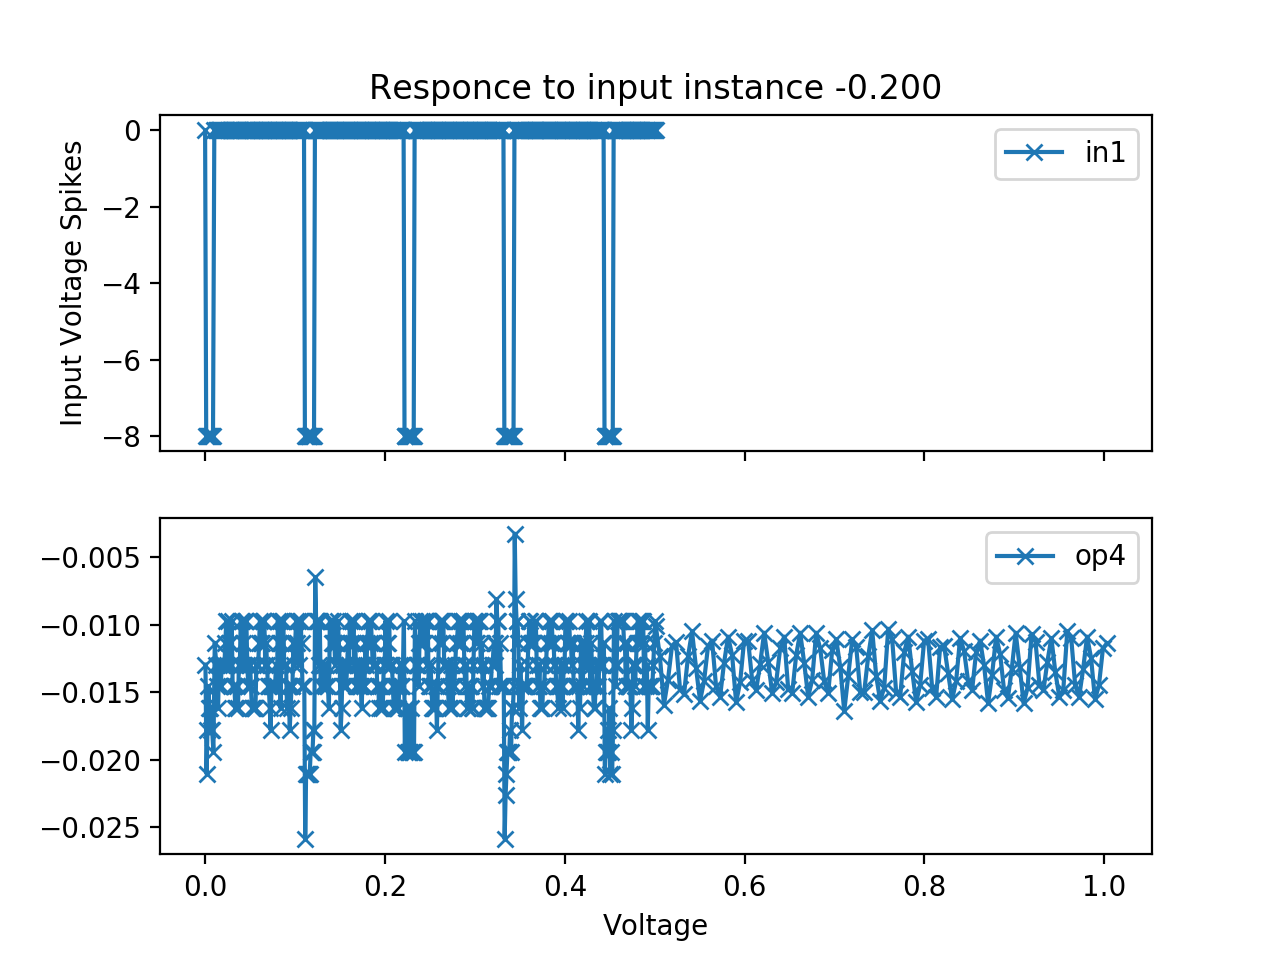 Responce to input instance -0.200
Input Voltage Spikes
0
−2
−4
−6
−8
in1
−0.005
−0.010
−0.015
−0.020
−0.025
op4
0.0 0.2 0.4 0.6 0.8 1.0
Voltage